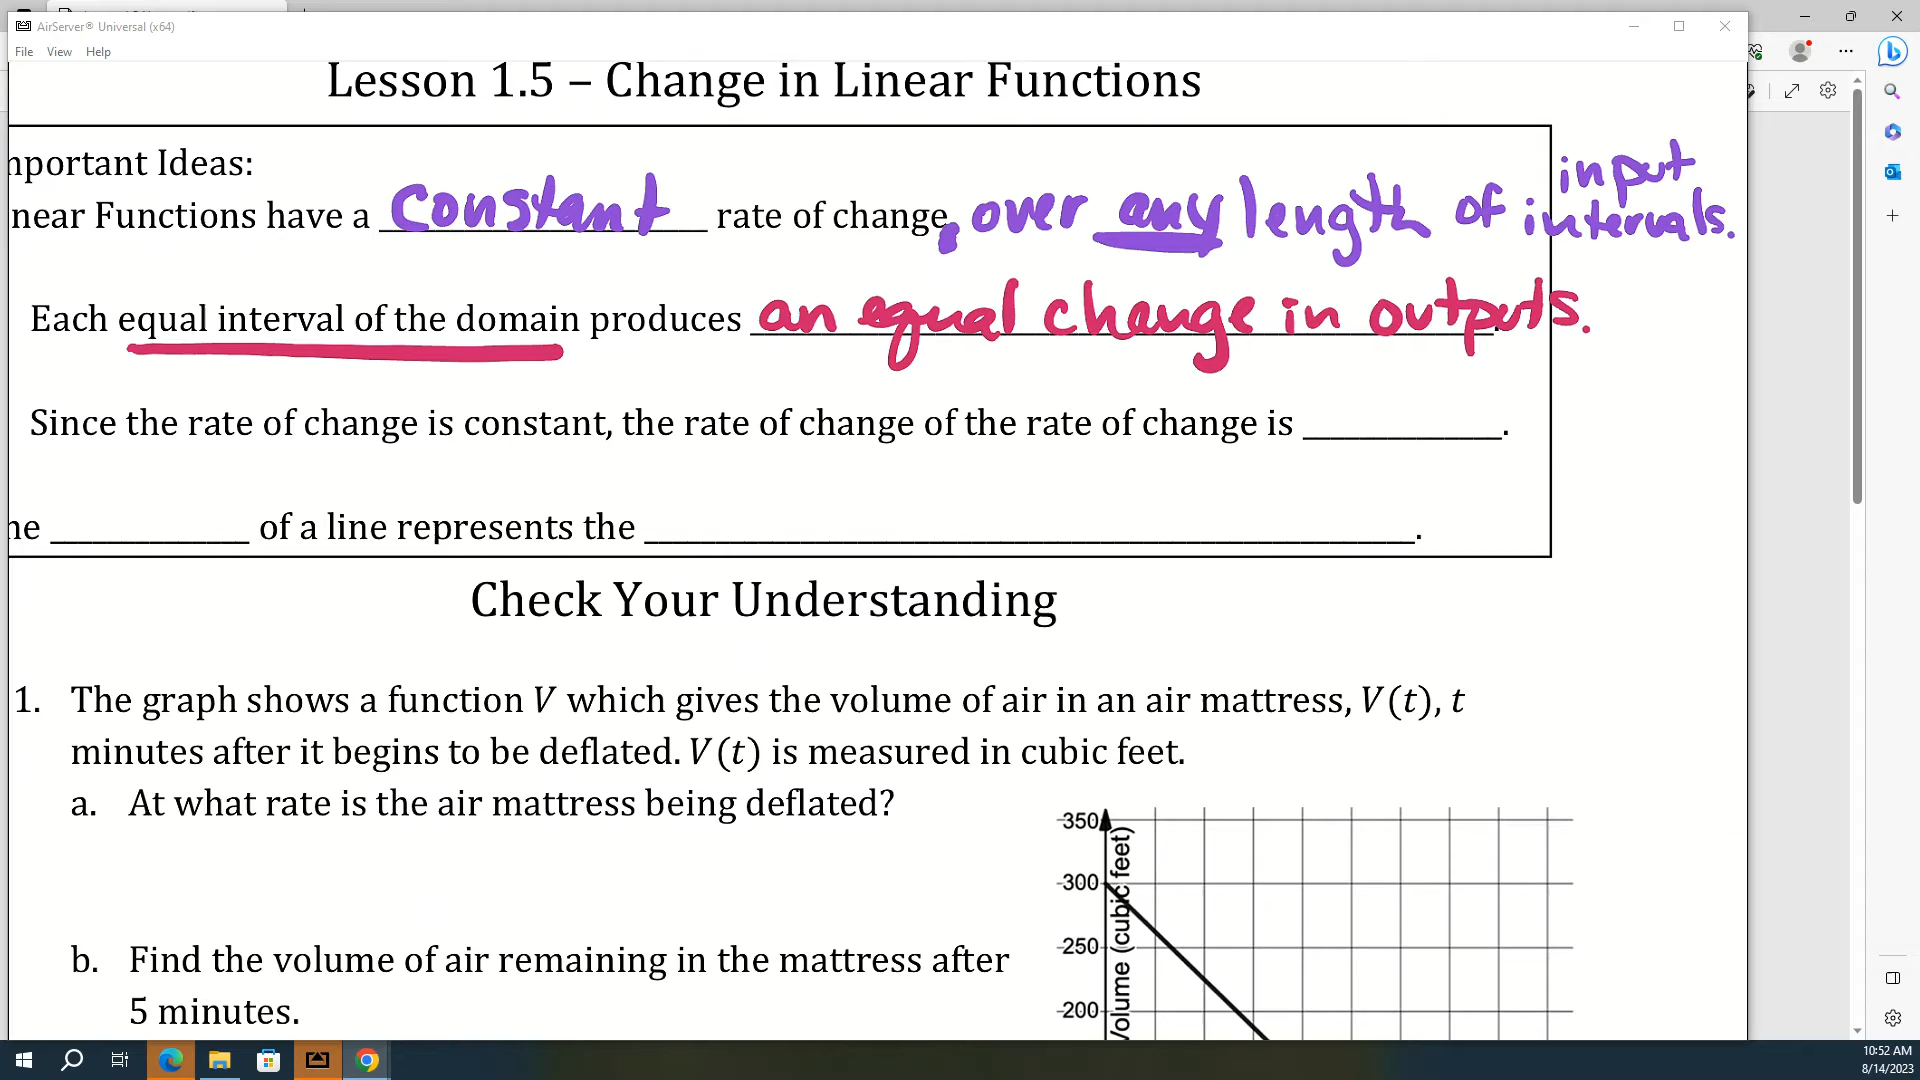 AirServer® Universal (x64)
File View Help
Lesson 1.5 – Change in Linear Functions
mportant Ideas:
near Functions have a constant rate of change, over any length of input intervals.
Each equal interval of the domain produces an equal change in outputs.
Since the rate of change is constant, the rate of change of the rate of change is ____________.
he ____________ of a line represents the ____________.
Check Your Understanding
1. The graph shows a function V which gives the volume of air in an air mattress, V(t), t
minutes after it begins to be deflated. V(t) is measured in cubic feet.
a. At what rate is the air mattress being deflated?
b. Find the volume of air remaining in the mattress after
5 minutes.
350
300
250
200
Volume (cubic feet)
10:52 AM
8/14/2023